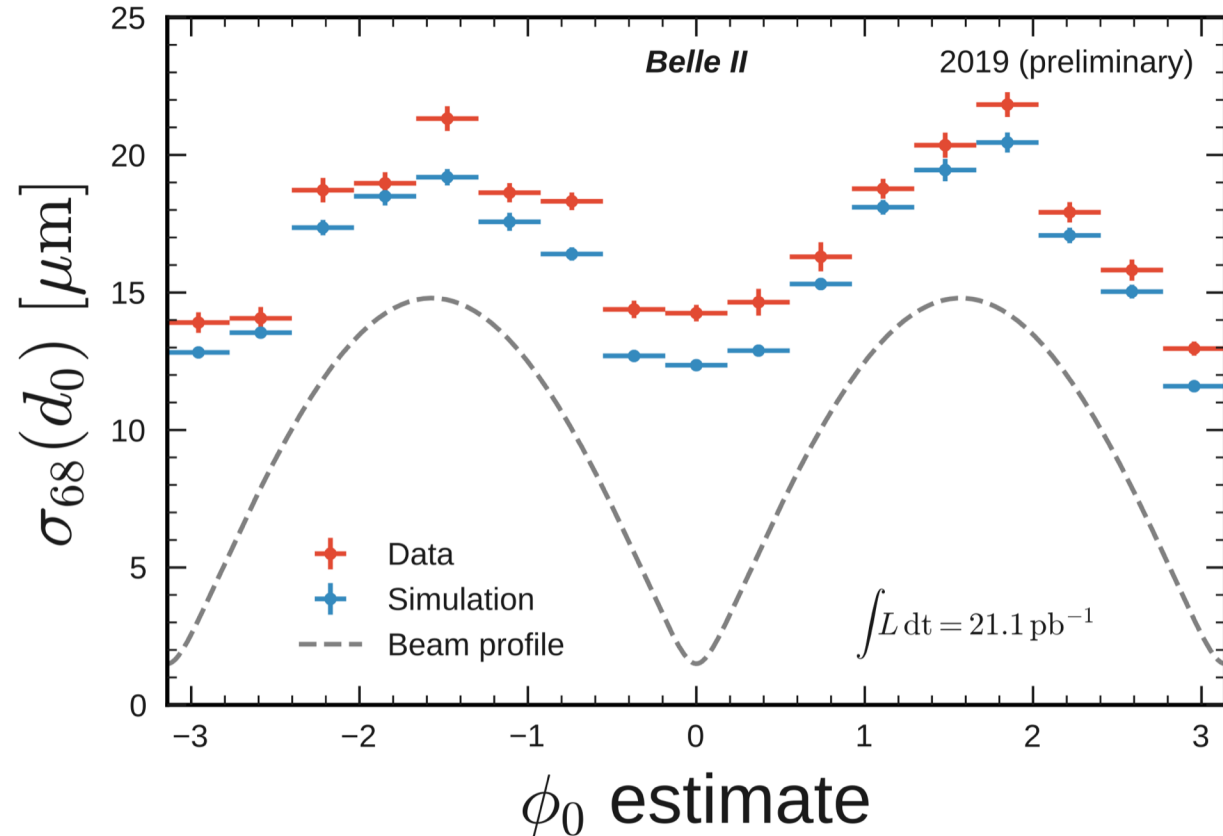 Belle II
2019 (preliminary)
σ68(d0) [μm]
25
20
15
10
5
0
Data
Simulation
Beam profile
∫L dt = 21.1 pb⁻¹
−3
−2
−1
0
1
2
3
ϕ0 estimate